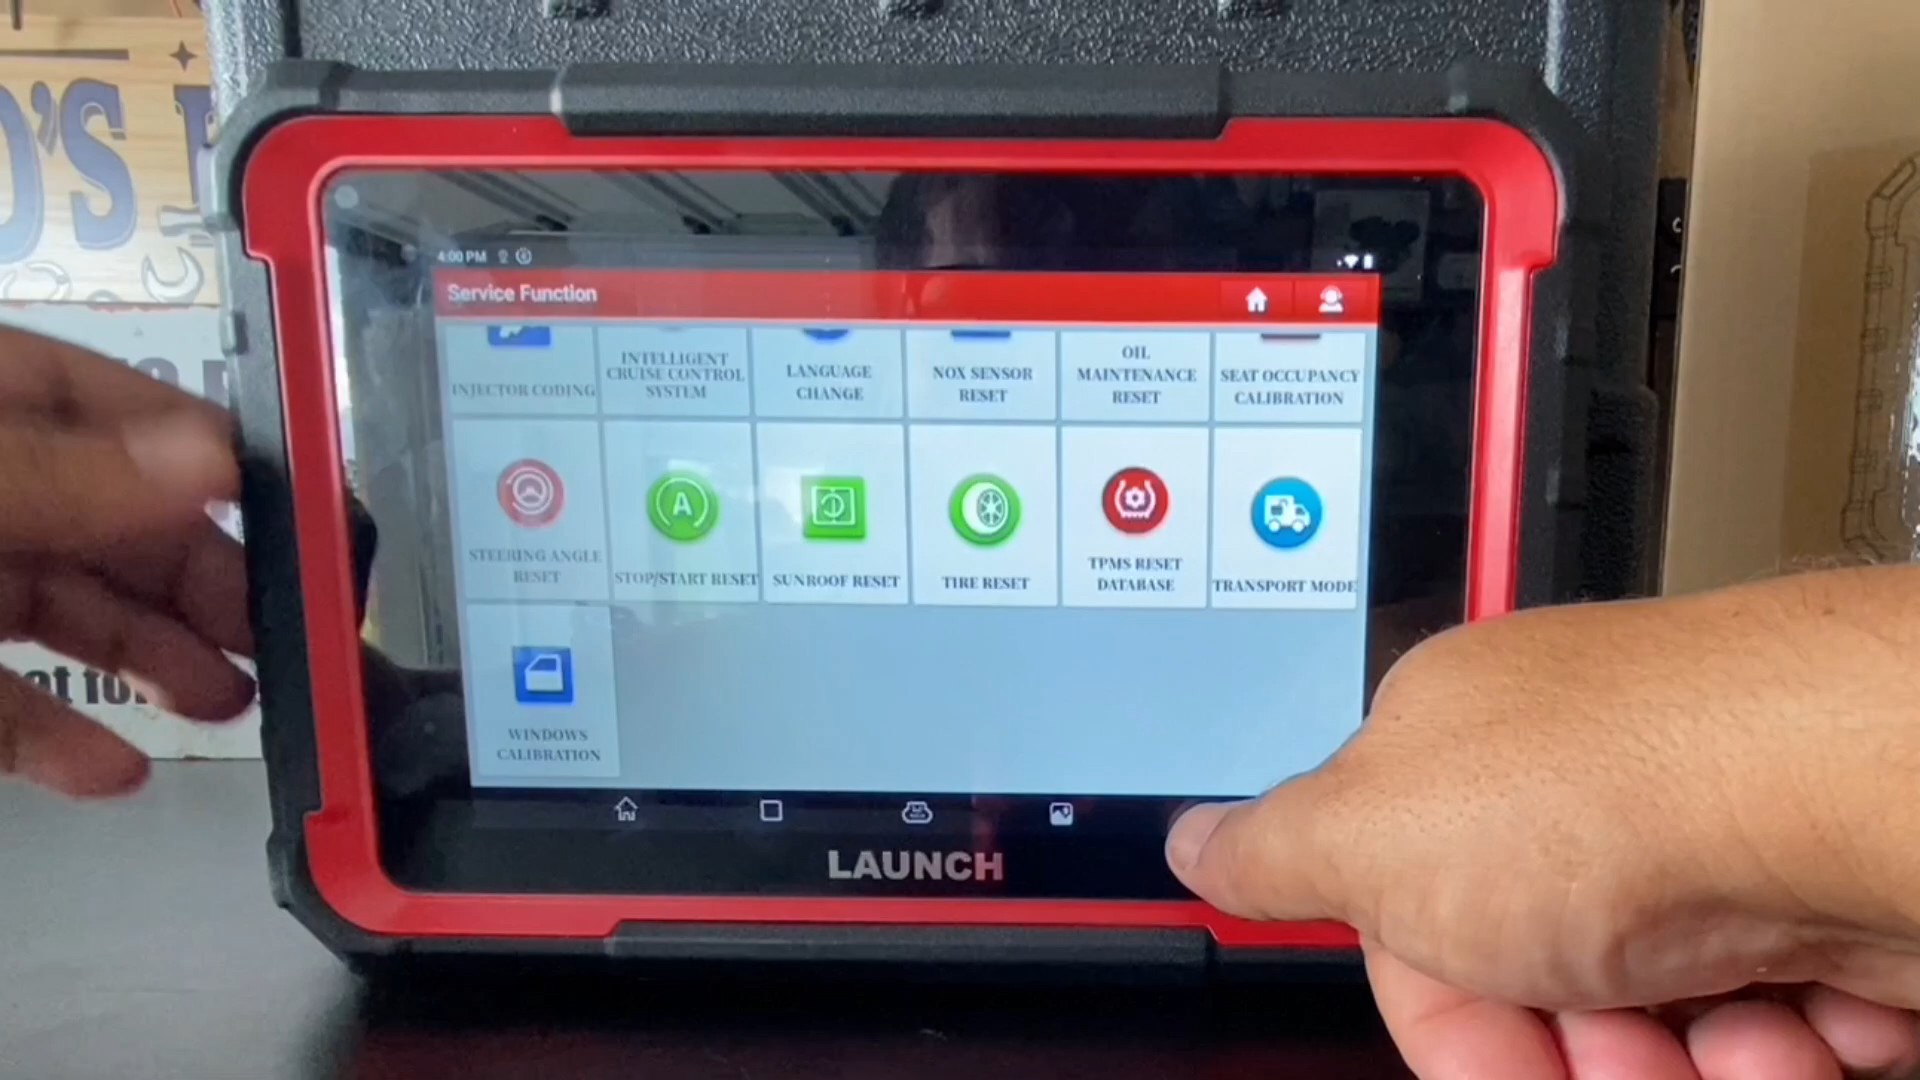 O'S
4:00 PM
Service Function
INJECTOR CODING
INTELLIGENT
CRUISE CONTROL
SYSTEM
LANGUAGE
CHANGE
NOX SENSOR
RESET
OIL
MAINTENANCE
RESET
SEAT OCCUPANCY
CALIBRATION
STEERING ANGLE
RESET
STOP/START RESET
SUNROOF RESET
TIRE RESET
TPMS RESET
DATABASE
TRANSPORT MODE
WINDOWS
CALIBRATION
LAUNCH